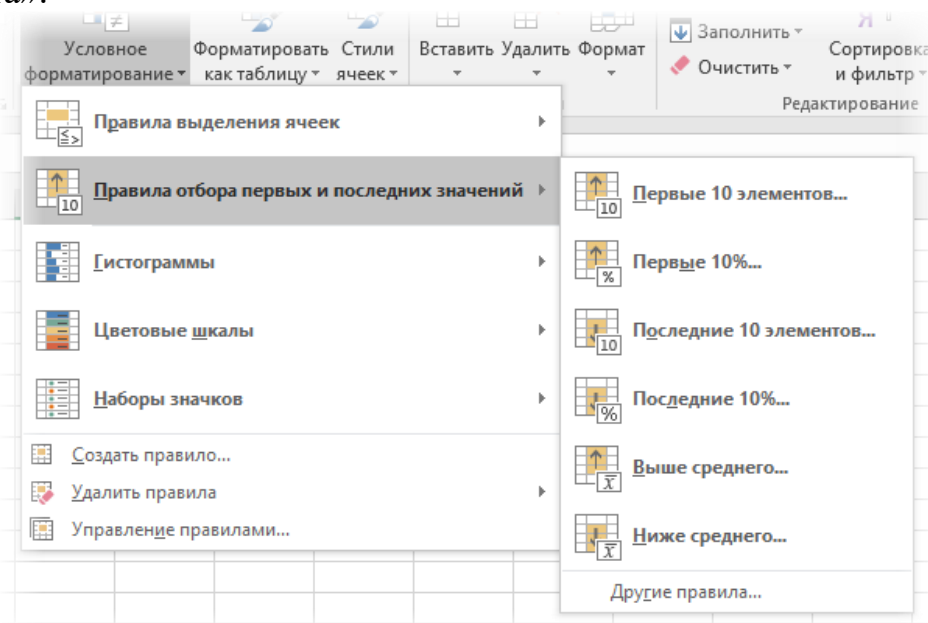 Условное
форматирование
Форматировать
как таблицу
Стили
ячеек
Вставить Удалить Формат
Заполнить
Очистить
Сортировка
и фильтр
Редактирование
Правила выделения ячеек
Правила отбора первых и последних значений
Гистограммы
Цветовые шкалы
Наборы значков
Создать правило...
Удалить правила
Управление правилами...
Первые 10 элементов...
Первые 10%...
Последние 10 элементов...
Последние 10%...
Выше среднего...
Ниже среднего...
Другие правила...